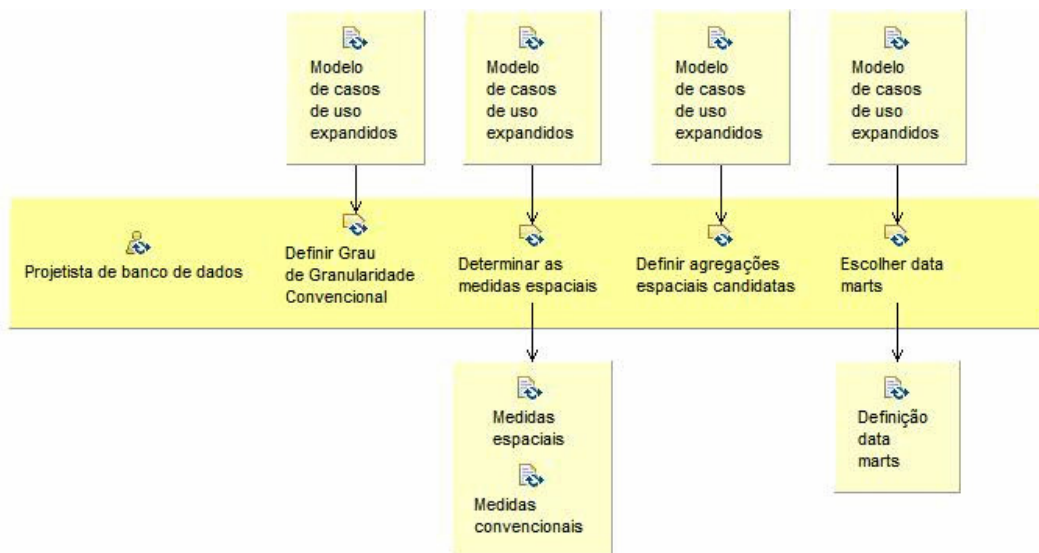 Modelo
de casos
de uso
expandidos
Modelo
de casos
de uso
expandidos
Modelo
de casos
de uso
expandidos
Modelo
de casos
de uso
expandidos
Projetista de banco de dados
Definir Grau
de Granularidade
Convencional
Determinar as
medidas espaciais
Definir agregações
espaciais candidatas
Escolher data
marts
Medidas
espaciais
Medidas
convencionais
Definição
data
marts